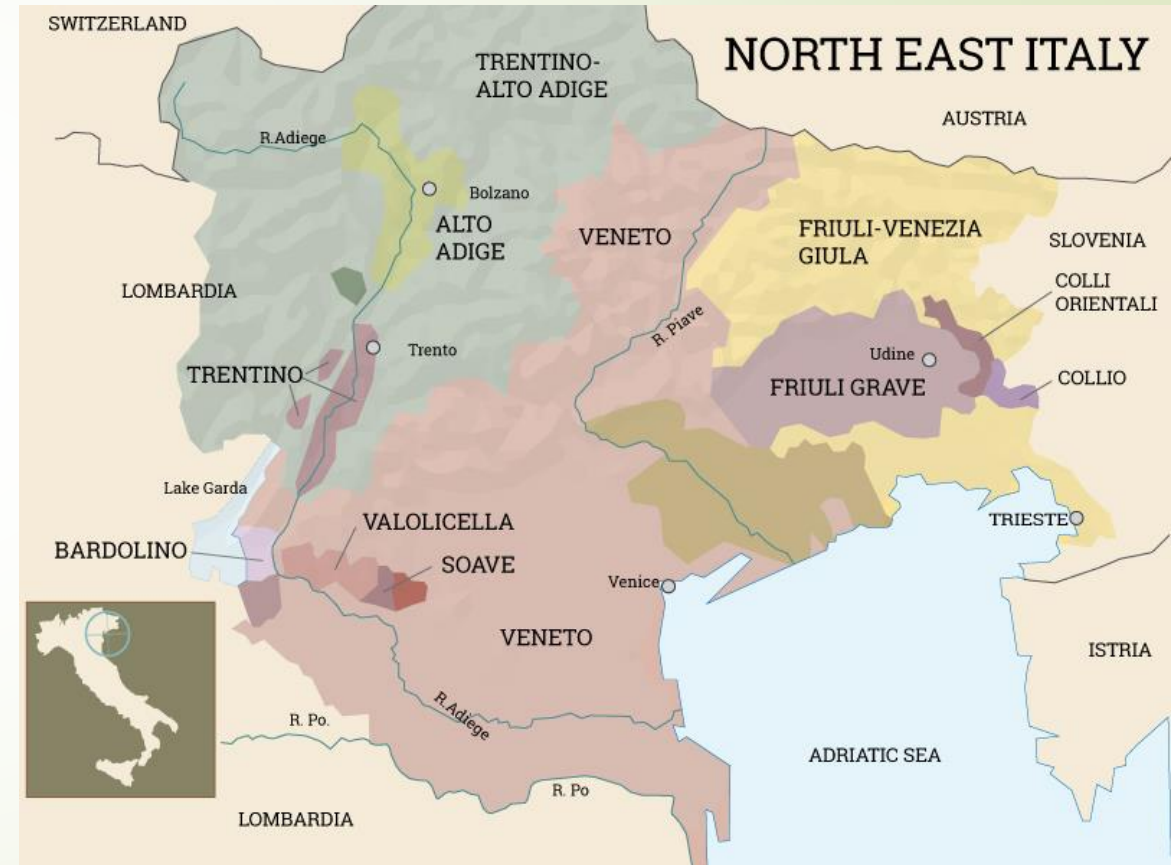 SWITZERLAND
NORTH EAST ITALY
TRENTINO-
ALTO ADIGE
AUSTRIA
R.Adiege
Bolzano
ALTO
ADIGE
VENETO
FRIULI-VENEZIA
GIULA
SLOVENIA
COLLI
ORIENTALI
LOMBARDIA
R. Piave
Udine
Trento
TRENTINO
FRIULI GRAVE
COLLIO
Lake Garda
VALOLICELLA
TRIESTE
BARDOLINO
SOAVE
Venice
VENETO
ISTRIA
R.Adiege
R. Po.
ADRIATIC SEA
R. Po
LOMBARDIA